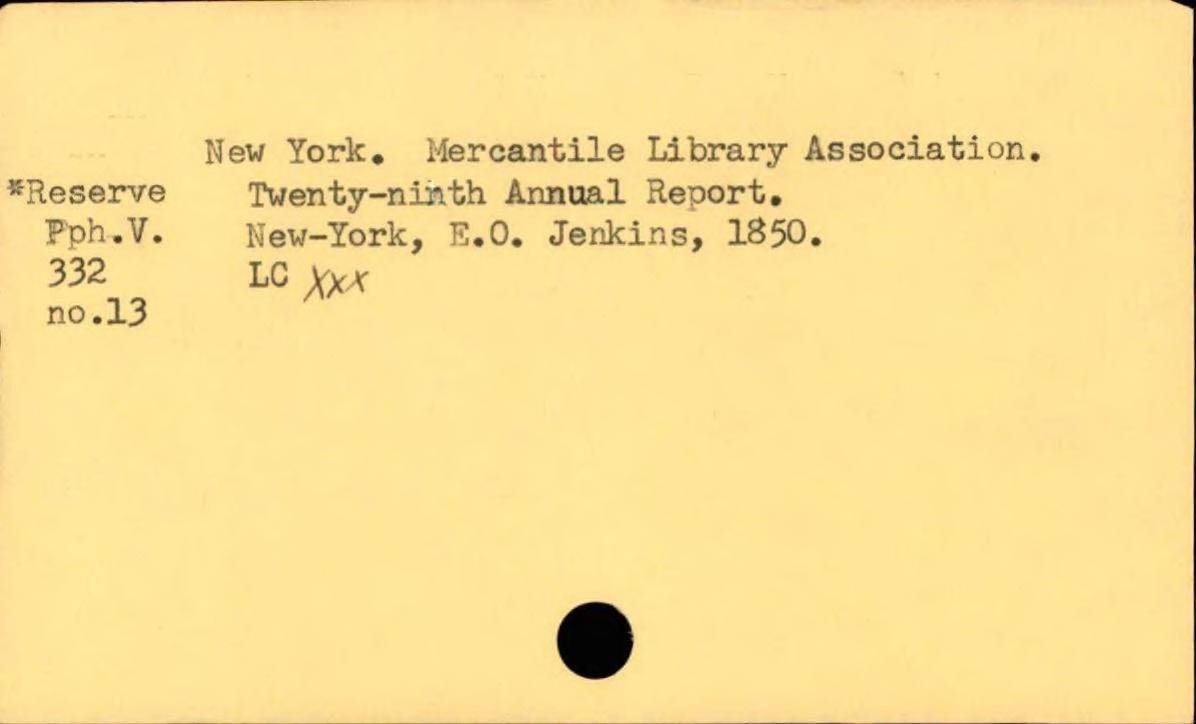 New York. Mercantile Library Association.
*Reserve Twenty-ninth Annual Report.
Pph.V. New-York, E.O. Jenkins, 1850.
332 LC xxx
no.13